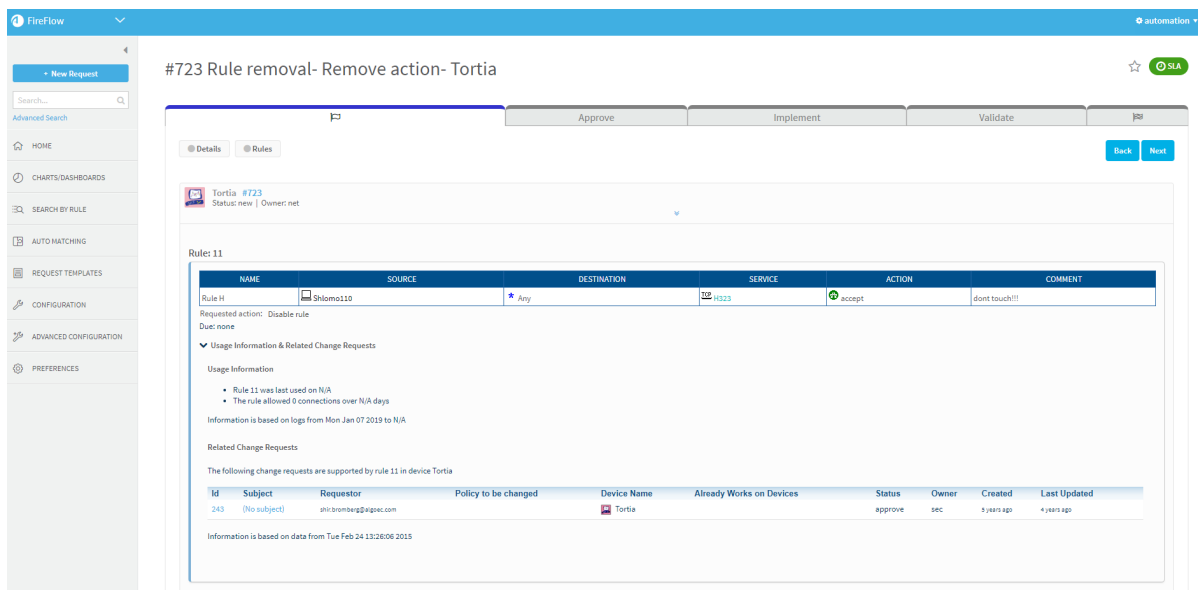 FireFlow
automation
+ New Request
Search...
Advanced Search
HOME
CHARTS/DASHBOARDS
SEARCH BY RULE
AUTO MATCHING
REQUEST TEMPLATES
CONFIGURATION
ADVANCED CONFIGURATION
PREFERENCES
#723 Rule removal- Remove action- Tortia
SLA
Approve Implement Validate
Details Rules
Back Next
Tortia #723
Status: new | Owner: net
Rule: 11
NAME SOURCE DESTINATION SERVICE ACTION COMMENT
Rule H Shlomo110 * Any TCP H323 accept dont touch!!!
Requested action: Disable rule
Due: none
Usage Information & Related Change Requests
Usage Information
• Rule 11 was last used on N/A
• The rule allowed 0 connections over N/A days
Information is based on logs from Mon Jan 07 2019 to N/A
Related Change Requests
The following change requests are supported by rule 11 in device Tortia
Id Subject Requestor Policy to be changed Device Name Already Works on Devices Status Owner Created Last Updated
243 (No subject) shir.bromberg@algosec.com Tortia approve sec 5 years ago 4 years ago
Information is based on data from Tue Feb 24 13:26:06 2015